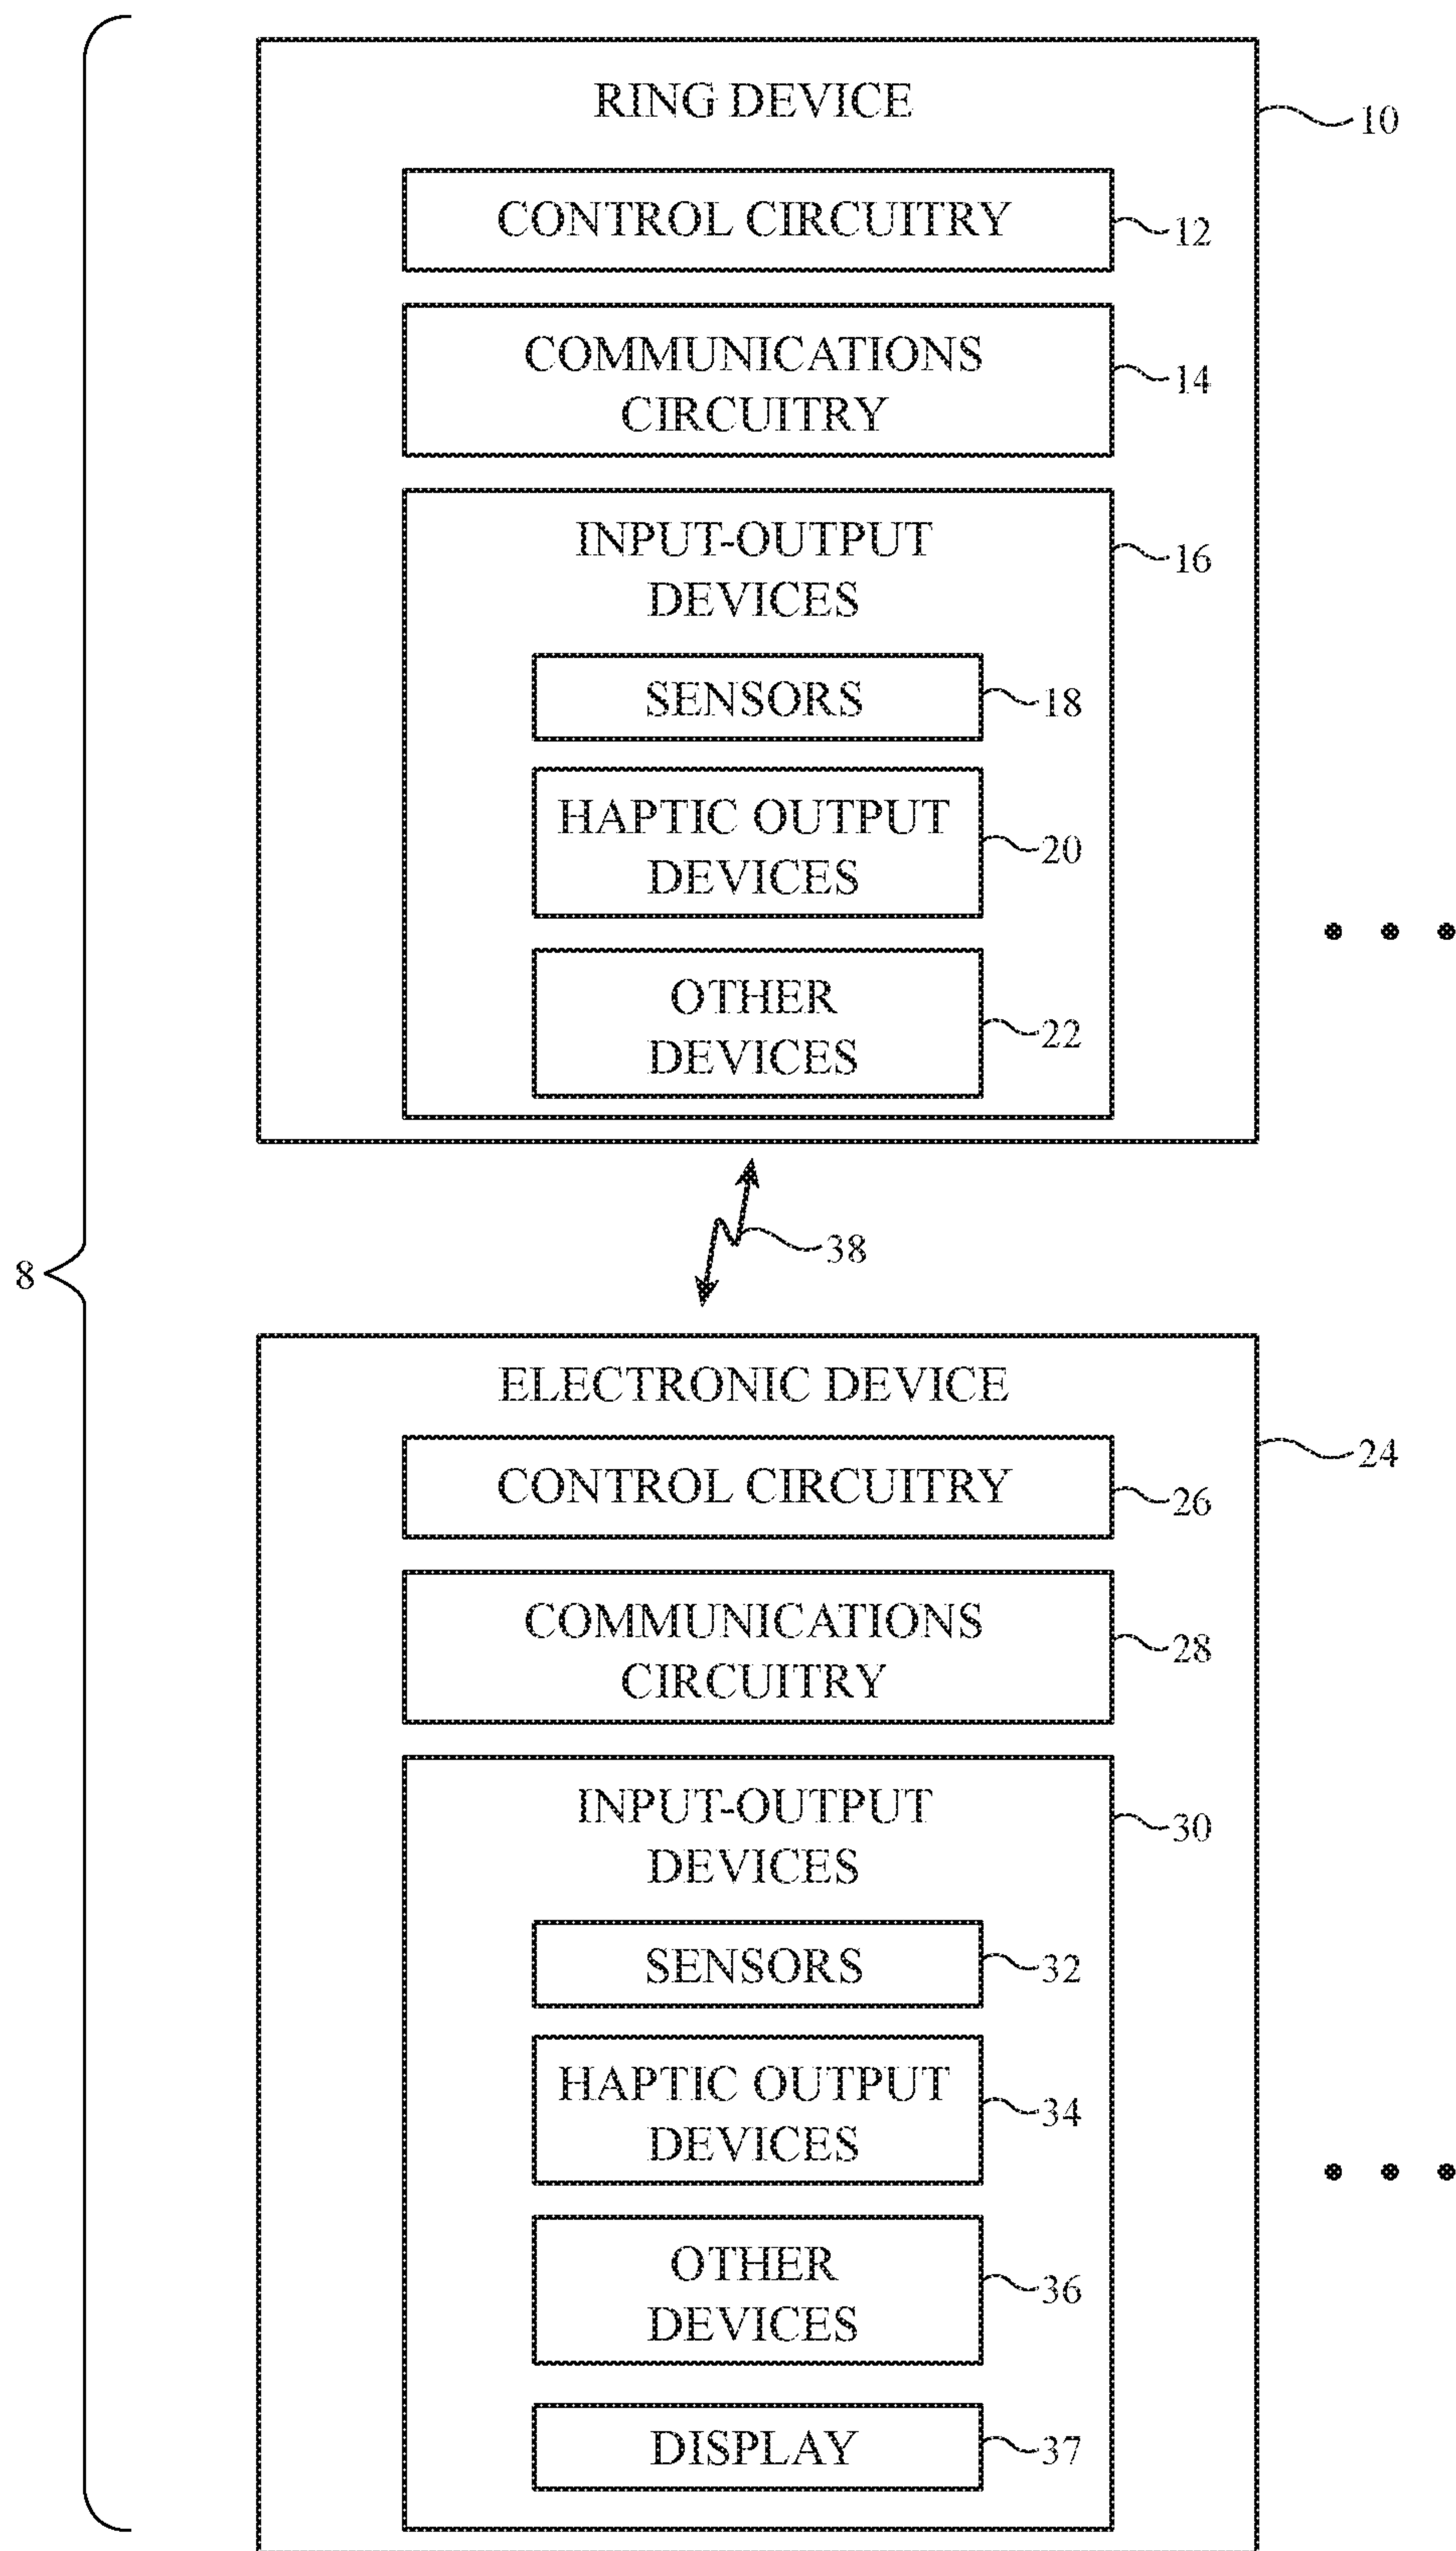 RING DEVICE
10
CONTROL CIRCUITRY
12
COMMUNICATIONS
CIRCUITRY
14
INPUT-OUTPUT
DEVICES
16
SENSORS
18
HAPTIC OUTPUT
DEVICES
20
OTHER
DEVICES
22
38
8
ELECTRONIC DEVICE
24
CONTROL CIRCUITRY
26
COMMUNICATIONS
CIRCUITRY
28
INPUT-OUTPUT
DEVICES
30
SENSORS
32
HAPTIC OUTPUT
DEVICES
34
OTHER
DEVICES
36
DISPLAY
37